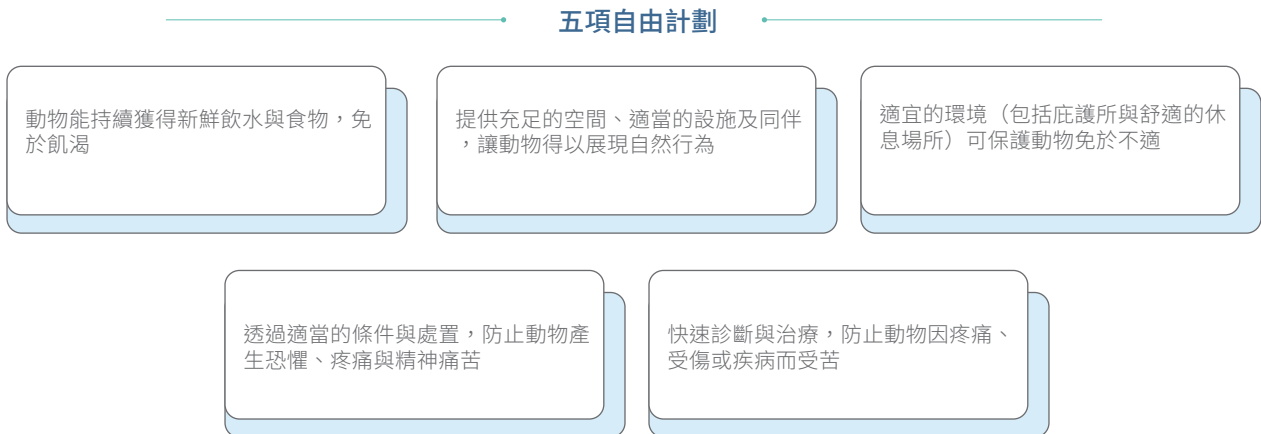 五項自由計劃
動物能持續獲得新鮮飲水與食物，免
於飢渴
提供充足的空間、適當的設施及同伴
，讓動物得以展現自然行為
適宜的環境（包括庇護所與舒適的休
息場所）可保護動物免於不適
透過適當的條件與處置，防止動物產
生恐懼、疼痛與精神痛苦
快速診斷與治療，防止動物因疼痛、
受傷或疾病而受苦